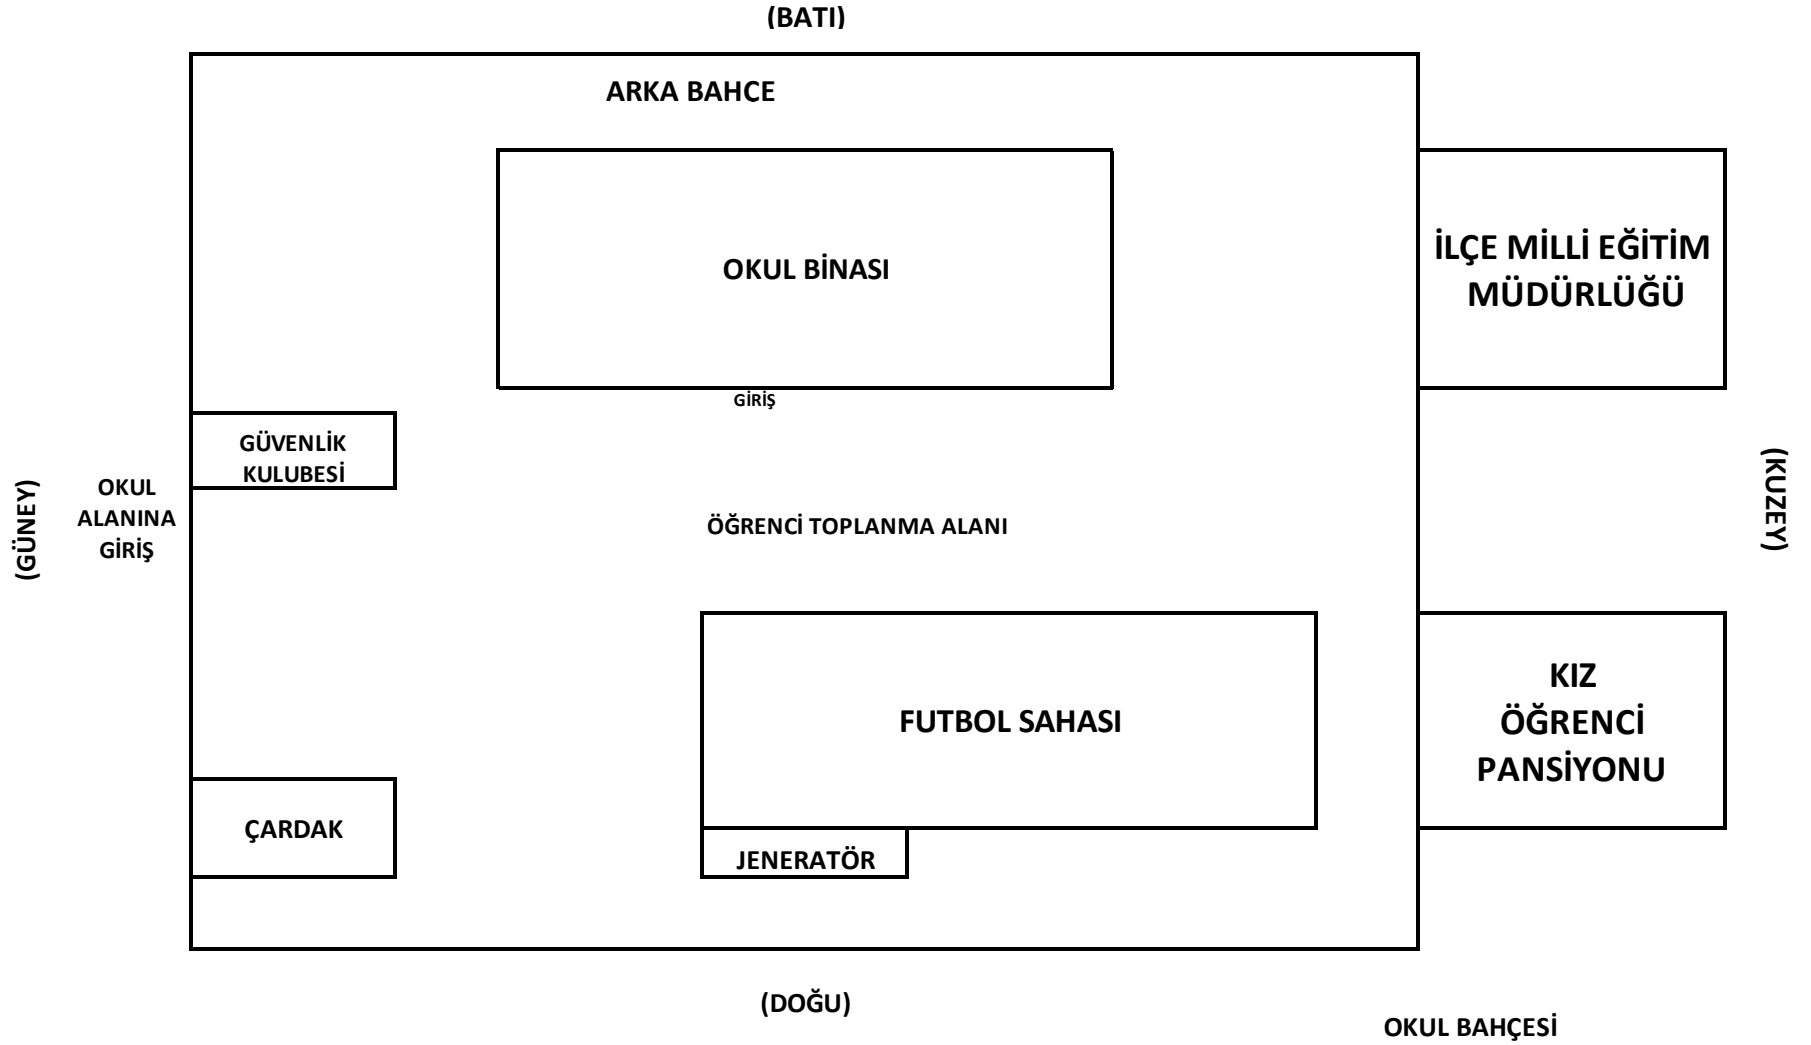 (BATI)
ARKA BAHÇE
OKUL BİNASI
İLÇE MİLLİ EĞİTİM
MÜDÜRLÜĞÜ
GİRİŞ
GÜVENLİK
KULUBESİ
(GÜNEY)
OKUL
ALANINA
GİRİŞ
ÖĞRENCİ TOPLANMA ALANI
(KUZEY)
FUTBOL SAHASI
KIZ
ÖĞRENCİ
PANSİYONU
ÇARDAK
JENERATÖR
(DOĞU)
OKUL BAHÇESİ